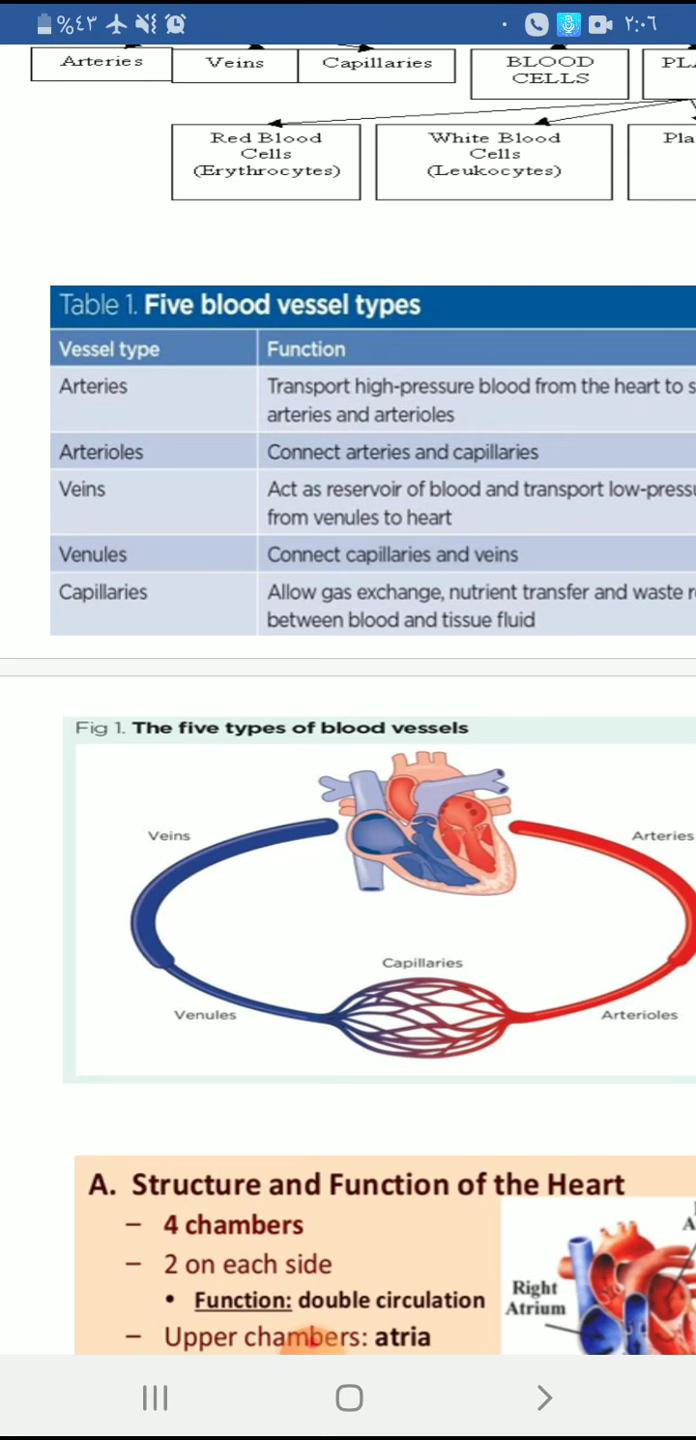 %٤٣ ٢:٠٦
Arteries Veins Capillaries BLOOD CELLS
Red Blood Cells (Erythrocytes)
White Blood Cells (Leukocytes)
Table 1. Five blood vessel types
Vessel type Function
Arteries Transport high-pressure blood from the heart to s
arteries and arterioles
Arterioles Connect arteries and capillaries
Veins Act as reservoir of blood and transport low-pressu
from venules to heart
Venules Connect capillaries and veins
Capillaries Allow gas exchange, nutrient transfer and waste r
between blood and tissue fluid
Fig 1. The five types of blood vessels
Veins Arteries
Capillaries
Venules Arterioles
A. Structure and Function of the Heart
– 4 chambers
– 2 on each side
• Function: double circulation
– Upper chambers: atria
Right
Atrium